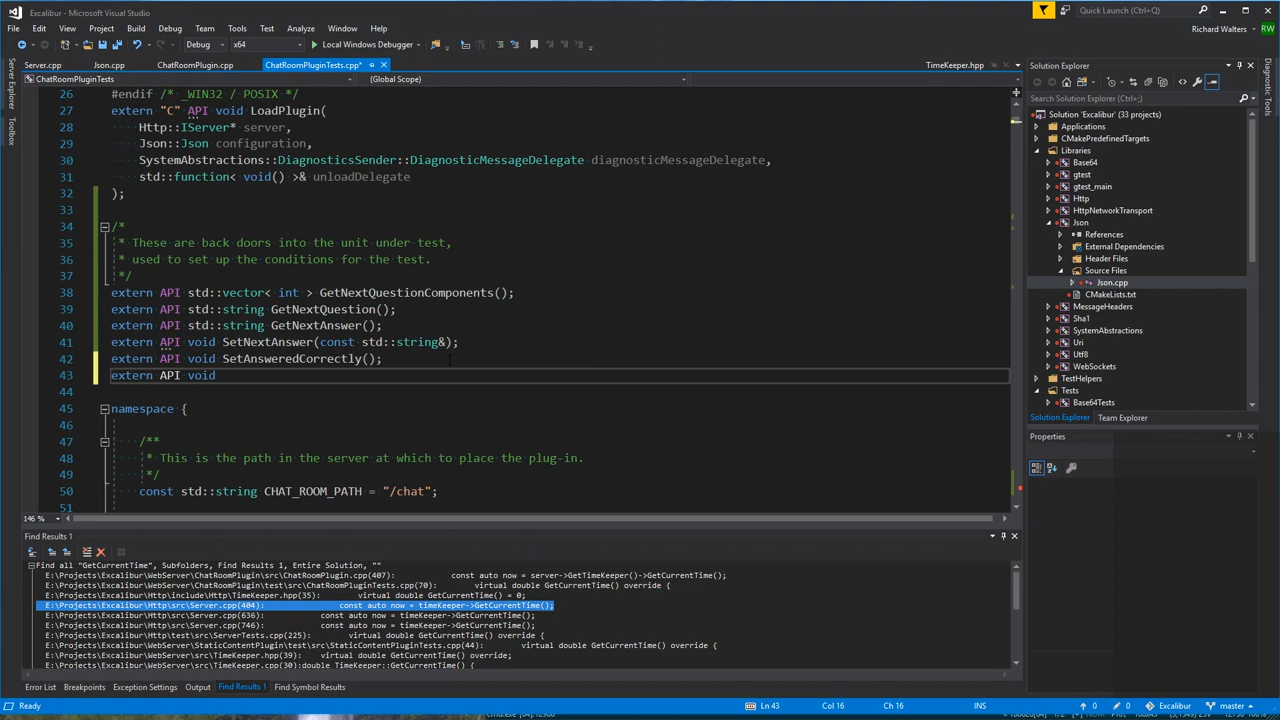 Excalibur - Microsoft Visual Studio
Quick Launch (Ctrl+Q)
File Edit View Project Build Debug Team Tools Test Analyze Window Help
Richard Walters RW
Debug x64 Local Windows Debugger
Server.cpp Json.cpp ChatRoomPlugin.cpp ChatRoomPluginTests.cpp* TimeKeeper.hpp
ChatRoomPluginTests (Global Scope)
Server Explorer
Toolbox
26 #endif /* _WIN32 / POSIX */
27 extern "C" API void LoadPlugin(
28 Http::IServer* server,
29 Json::Json configuration,
30 SystemAbstractions::DiagnosticsSender::DiagnosticMessageDelegate diagnosticMessageDelegate,
31 std::function< void() >& unloadDelegate
32 );
33
34 /*
35 * These are back doors into the unit under test,
36 * used to set up the conditions for the test.
37 */
38 extern API std::vector< int > GetNextQuestionComponents();
39 extern API std::string GetNextQuestion();
40 extern API std::string GetNextAnswer();
41 extern API void SetNextAnswer(const std::string&);
42 extern API void SetAnsweredCorrectly();
43 extern API void
44
45 namespace {
46
47 /**
48 * This is the path in the server at which to place the plug-in.
49 */
50 const std::string CHAT_ROOM_PATH = "/chat";
51
146 %
Solution Explorer
Search Solution Explorer (Ctrl+;)
Solution 'Excalibur' (33 projects)
Applications
CMakePredefinedTargets
Libraries
Base64
gtest
gtest_main
Http
HttpNetworkTransport
Json
References
External Dependencies
Header Files
Source Files
Json.cpp
CMakeLists.txt
MessageHeaders
Sha1
SystemAbstractions
Uri
Utf8
WebSockets
TestHelpers
Tests
Base64Tests
Solution Explorer Team Explorer
Properties
Diagnostic Tools
Find Results 1
Find all "GetCurrentTime", Subfolders, Find Results 1, Entire Solution, ""
E:\Projects\Excalibur\WebServer\ChatRoomPlugin\src\ChatRoomPlugin.cpp(407): const auto now = server->GetTimeKeeper()->GetCurrentTime();
E:\Projects\Excalibur\WebServer\ChatRoomPlugin\test\src\ChatRoomPluginTests.cpp(70): virtual double GetCurrentTime() override {
E:\Projects\Excalibur\Http\include\Http\TimeKeeper.hpp(35): virtual double GetCurrentTime() = 0;
E:\Projects\Excalibur\Http\src\Server.cpp(404): const auto now = timeKeeper->GetCurrentTime();
E:\Projects\Excalibur\Http\src\Server.cpp(636): const auto now = timeKeeper->GetCurrentTime();
E:\Projects\Excalibur\Http\src\Server.cpp(746): const auto now = timeKeeper->GetCurrentTime();
E:\Projects\Excalibur\Http\test\src\ServerTests.cpp(225): virtual double GetCurrentTime() override {
E:\Projects\Excalibur\WebServer\StaticContentPlugin\test\src\StaticContentPluginTests.cpp(44): virtual double GetCurrentTime() override {
E:\Projects\Excalibur\WebServer\src\TimeKeeper.hpp(39): virtual double GetCurrentTime() override;
E:\Projects\Excalibur\WebServer\src\TimeKeeper.cpp(30):double TimeKeeper::GetCurrentTime() {
Error List Breakpoints Exception Settings Output Find Results 1 Find Symbol Results
Ready Ln 43 Col 16 Ch 16 INS 0 0 Excalibur master